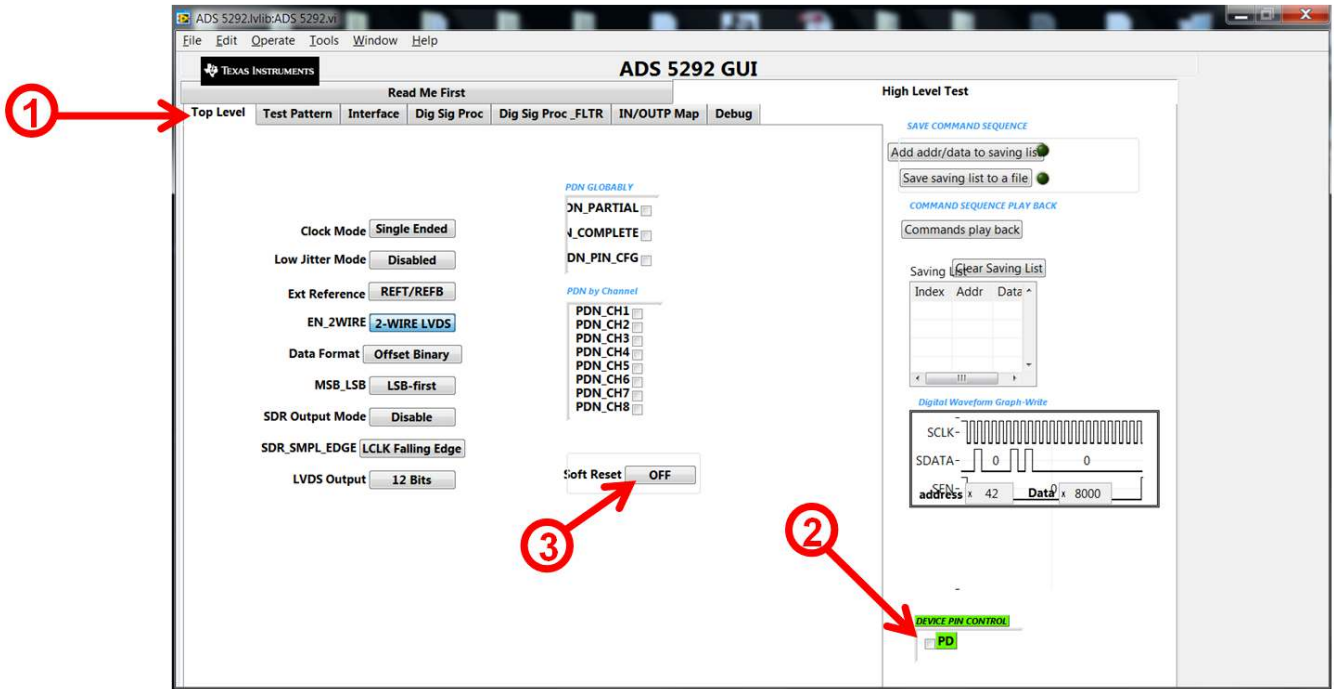 ADS 5292.lvlib:ADS 5292.vi
X
File Edit Operate Tools Window Help
TEXAS INSTRUMENTS
ADS 5292 GUI
Read Me First
High Level Test
1
Top Level Test Pattern Interface Dig Sig Proc Dig Sig Proc _FLTR IN/OUTP Map Debug
SAVE COMMAND SEQUENCE
Add addr/data to saving list
Save saving list to a file
COMMAND SEQUENCE PLAY BACK
Commands play back
Saving List
Clear Saving List
Index Addr Data
PDN GLOBABLY
DN_PARTIAL
N_COMPLETE
DN_PIN_CFG
Clock Mode Single Ended
Low Jitter Mode Disabled
Ext Reference REFT/REFB
EN_2WIRE 2-WIRE LVDS
Data Format Offset Binary
MSB_LSB LSB-first
SDR Output Mode Disable
SDR_SMPL_EDGE LCLK Falling Edge
LVDS Output 12 Bits
PDN by Channel
PDN_CH1
PDN_CH2
PDN_CH3
PDN_CH4
PDN_CH5
PDN_CH6
PDN_CH7
PDN_CH8
Soft Reset OFF
3
Digital Waveform Graph-Write
SCLK-
SDATA- 0 0
SEN- 0
address x 42 Data x 8000
2
DEVICE PIN CONTROL
PD